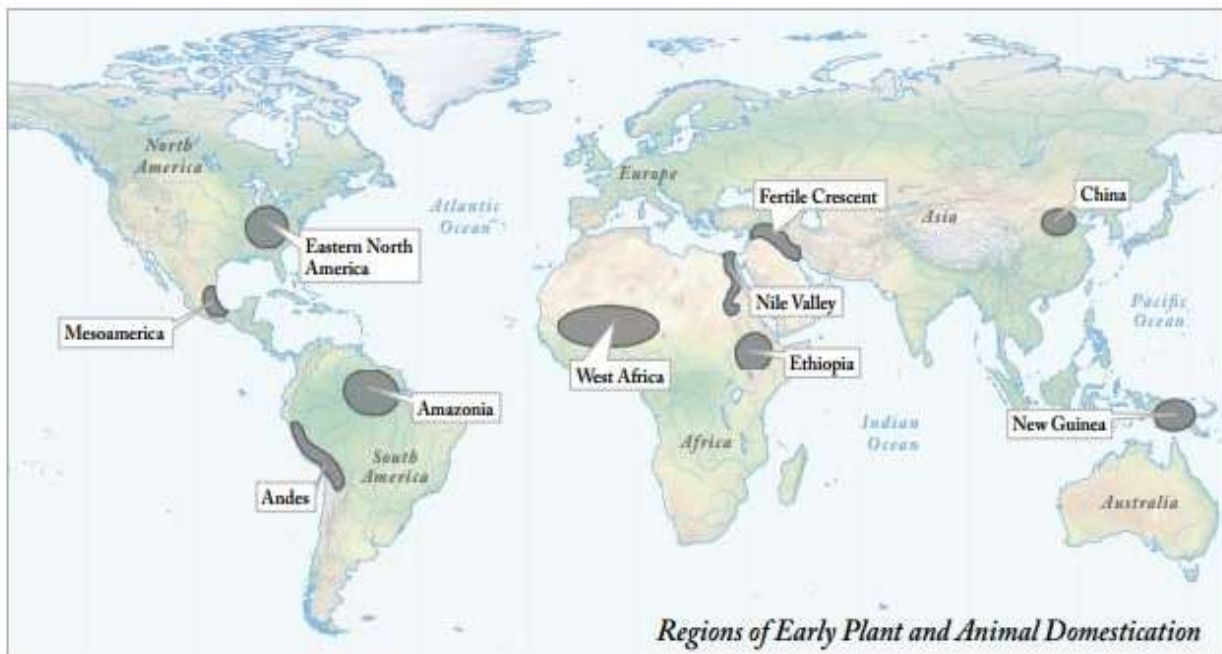 North
America
Atlantic
Ocean
Europe
Fertile Crescent
Asia
China
Eastern North
America
Mesoamerica
Nile Valley
Pacific
Ocean
West Africa
Ethiopia
Amazonia
New Guinea
Indian
Ocean
Africa
South
America
Andes
Australia
Regions of Early Plant and Animal Domestication